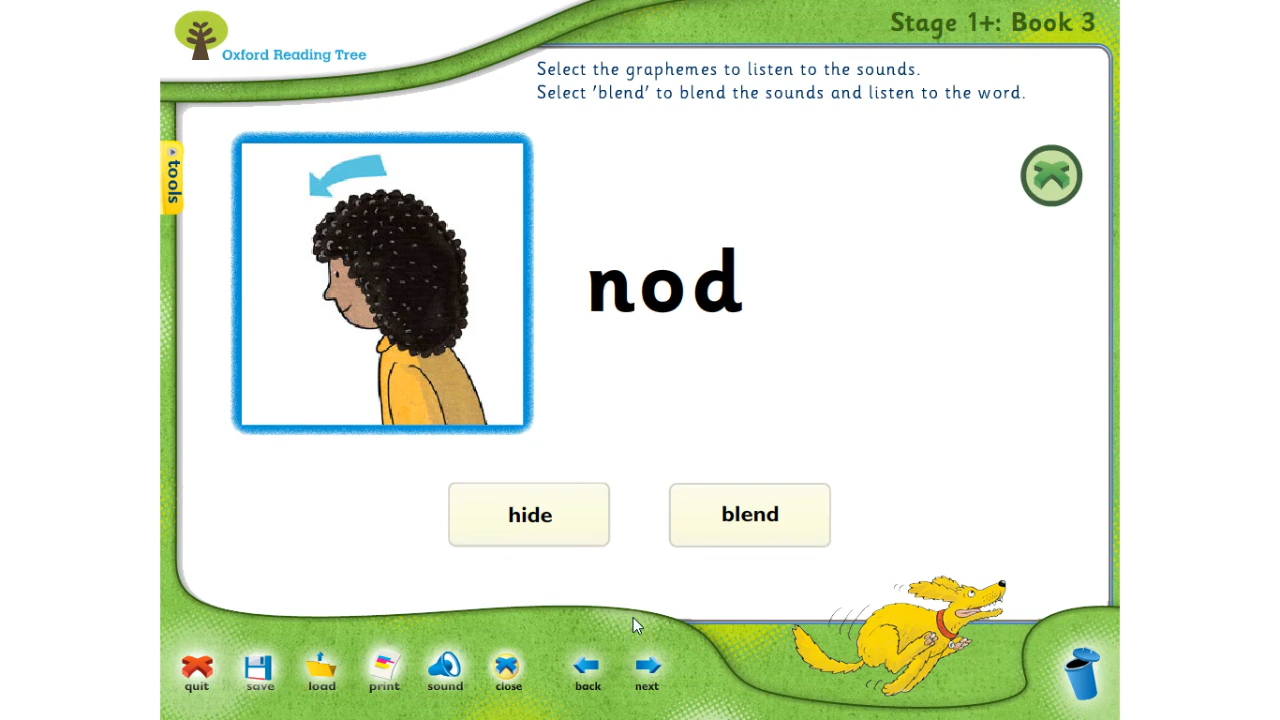 Stage 1+: Book 3
Oxford Reading Tree
Select the graphemes to listen to the sounds.
Select 'blend' to blend the sounds and listen to the word.
tools
nod
hide
blend
quit
save
load
print
sound
close
back
next